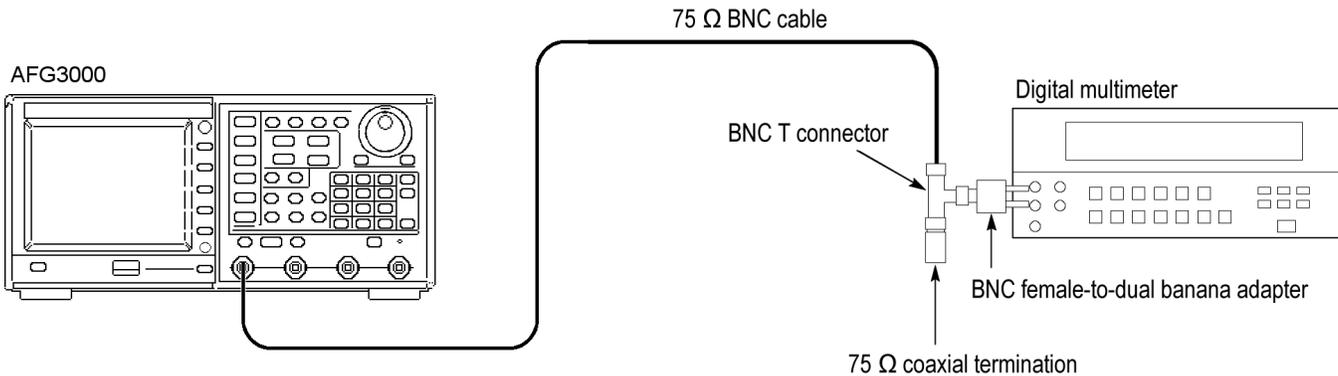 75 Ω BNC cable
AFG3000
Digital multimeter
BNC T connector
BNC female-to-dual banana adapter
75 Ω coaxial termination